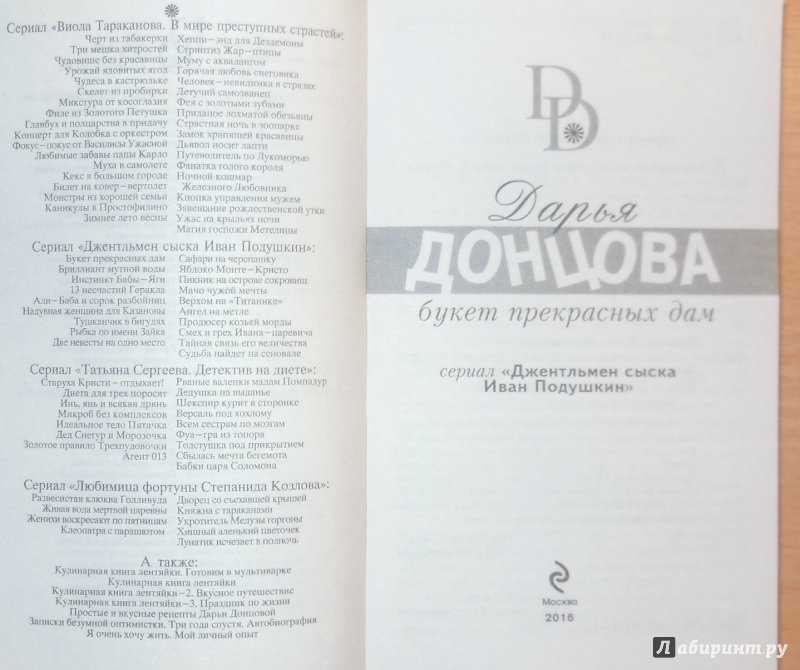 Сериал «Виола Тараканова. В мире преступных страстей»:
Черт из табакерки
Три мешка хитростей
Чудовище без красавицы
Урожай ядовитых ягод
Чудеса в кастрюльке
Скелет из пробирки
Микстура от косоглазия
Филе из Золотого Петушка
Главбух и полцарства в придачу
Концерт для Колобка с оркестром
Фокус-покус от Василисы Ужасной
Любимые забавы папы Карло
Муха в самолете
Кекс в большом городе
Билет на ковер-вертолет
Монстры из хорошей семьи
Каникулы в Простофилино
Зимнее лето весны
Хеппи-энд для Дездемоны
Стриптиз Жар-птицы
Муму с аквалангом
Горячая любовь снеговика
Человек-невидимка в стразах
Летучий самозванец
Фея с золотыми зубами
Приданое лохматой обезьяны
Страстная ночь в зоопарке
Замок храпящей красавицы
Дьявол носит лапти
Путеводитель по Лукоморью
Фанатка голого короля
Ночной кошмар
Железного Любовника
Кнопка управления мужем
Завещание рождественской утки
Ужас на крыльях ночи
Магия госпожи Метелицы
Сериал «Джентльмен сыска Иван Подушкин»:
Букет прекрасных дам
Бриллиант мутной воды
Инстинкт Бабы-Яги
13 несчастий Геракла
Али-Баба и сорок разбойниц
Надувная женщина для Казановы
Тушканчик в бигудях
Рыбка по имени Зайка
Две невесты на одно место
Сафари на черепашку
Яблоко Монте-Кристо
Пикник на острове сокровищ
Мачо чужой мечты
Верхом на «Титанике»
Ангел на метле
Продюсер козьей морды
Смех и грех Ивана-царевича
Тайная связь его величества
Судьба найдет на сеновале
Сериал «Татьяна Сергеева. Детектив на диете»:
Старуха Кристи – отдыхает!
Диета для трех поросят
Инь, янь и всякая дрянь
Микроб без комплексов
Идеальное тело Пятачка
Дед Снегур и Морозочка
Золотое правило Трехпудовочки
Агент 013
Рваные валенки мадам Помпадур
Дедушка на выданье
Шекспир курит в сторонке
Версаль под хохлому
Всем сестрам по мозгам
Фуа-гра из топора
Толстушка под прикрытием
Сбылась мечта бегемота
Бабки царя Соломона
Сериал «Любимица фортуны Степанида Козлова»:
Развесистая клюква Голливуда
Живая вода мертвой царевны
Женихи воскресают по пятницам
Клеопатра с парашютом
Дворец со съехавшей крышей
Княжна с тараканами
Укротитель Медузы горгоны
Хищный аленький цветочек
Лунатик исчезает в полночь
А также:
Кулинарная книга лентяйки. Готовим в мультиварке
Кулинарная книга лентяйки
Кулинарная книга лентяйки-2. Вкусное путешествие
Кулинарная книга лентяйки-3. Праздник по жизни
Простые и вкусные рецепты Дарьи Донцовой
Записки безумной оптимистки. Три года спустя. Автобиография
Я очень хочу жить. Мой личный опыт
DD
Дарья
ДОНЦОВА
букет прекрасных дам
сериал «Джентльмен сыска
Иван Подушкин»
Москва
2016
Лабиринт.ру